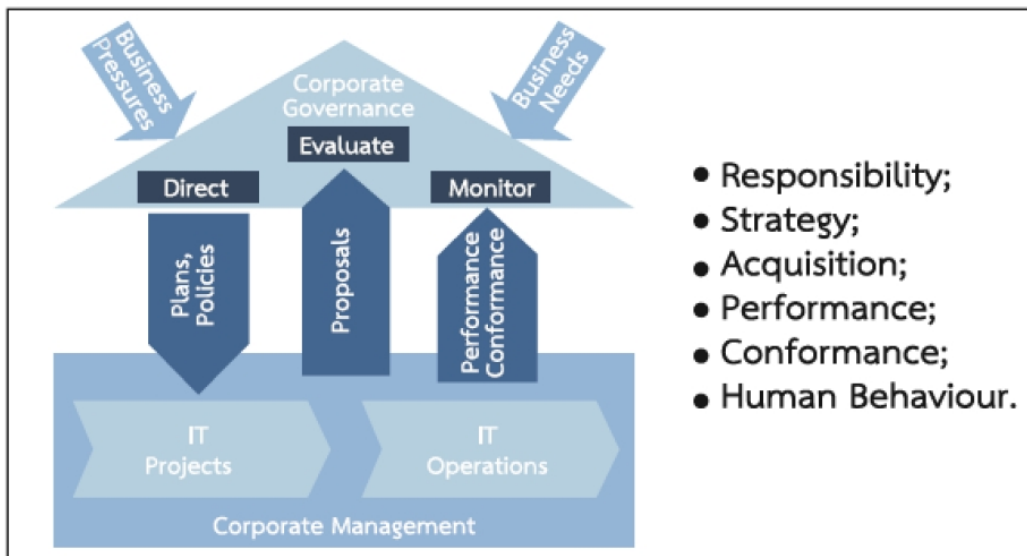 Business
Pressures
Business
Needs
Corporate
Governance
Evaluate
Direct
Monitor
Plans,
Policies
Proposals
Performance
Conformance
IT
Projects
IT
Operations
Corporate Management
• Responsibility;
• Strategy;
• Acquisition;
• Performance;
• Conformance;
• Human Behaviour.